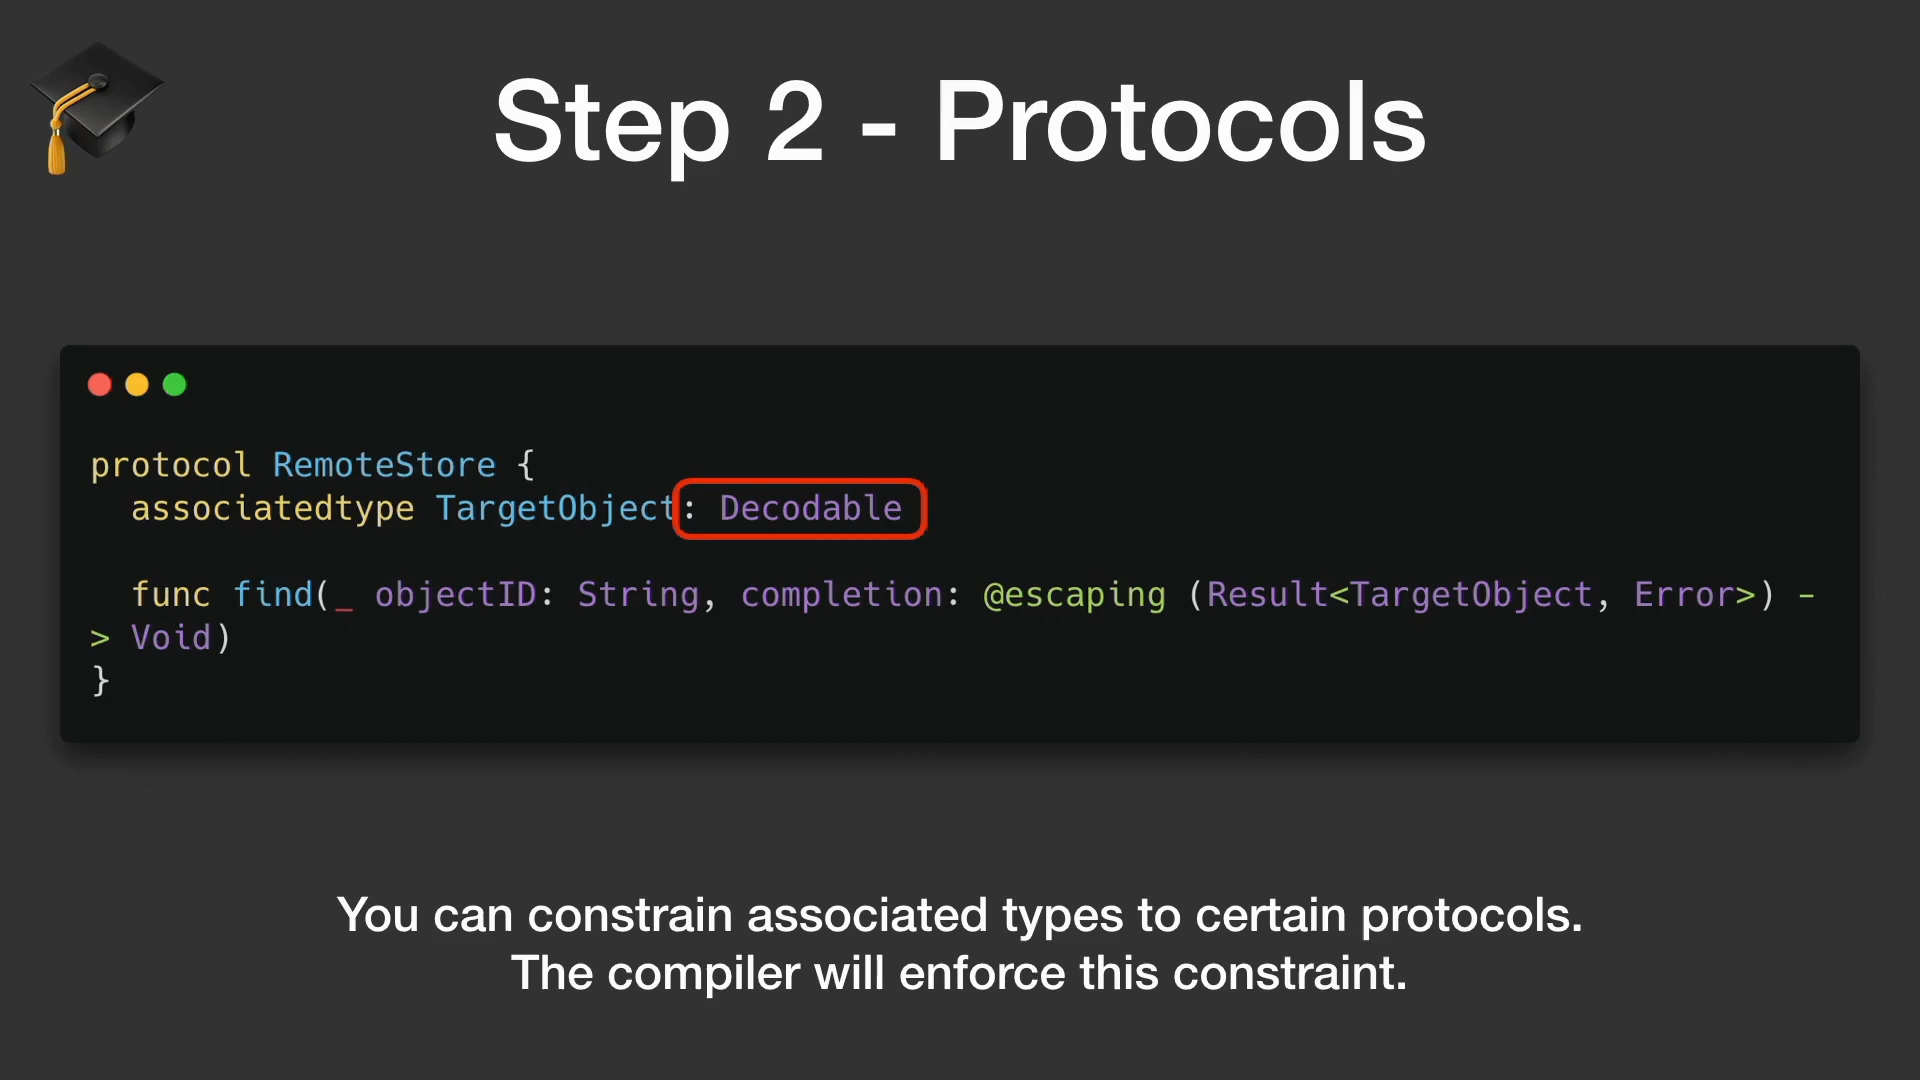 Step 2 - Protocols
protocol RemoteStore {
  associatedtype TargetObject: Decodable
  func find(_ objectID: String, completion: @escaping (Result<TargetObject, Error>) -
> Void)
}
You can constrain associated types to certain protocols.
The compiler will enforce this constraint.